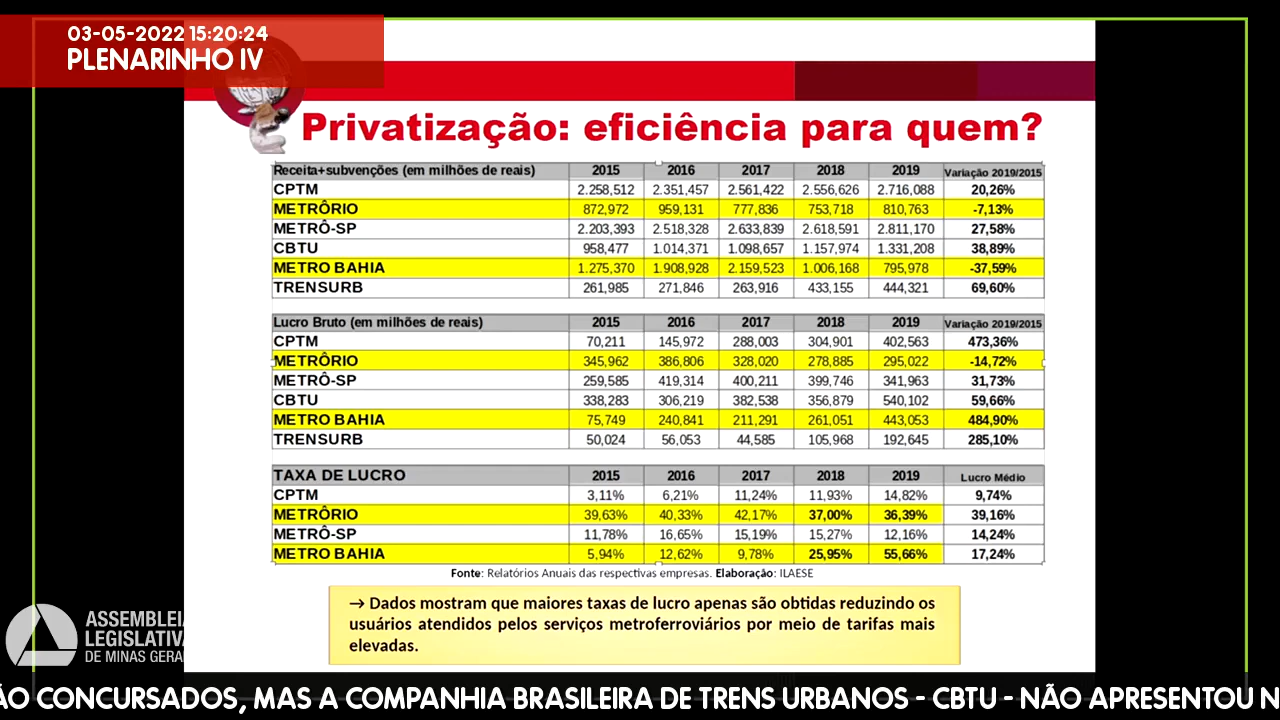 03-05-2022 15:20:24
PLENARINHO IV
Privatização: eficiência para quem?
Receita+subvenções (em milhões de reais) 2015 2016 2017 2018 2019 Variação 2019/2015
CPTM 2.258,512 2.351,457 2.561,422 2.556,626 2.716,088 20,26%
METRÔRIO 872,972 959,131 777,836 753,718 810,763 -7,13%
METRÔ-SP 2.203,393 2.518,328 2.633,839 2.618,591 2.811,170 27,58%
CBTU 958,477 1.014,371 1.098,657 1.157,974 1.331,208 38,89%
METRO BAHIA 1.275,370 1.908,928 2.159,523 1.006,168 795,978 -37,59%
TRENSURB 261,985 271,846 263,916 433,155 444,321 69,60%
Lucro Bruto (em milhões de reais) 2015 2016 2017 2018 2019 Variação 2019/2015
CPTM 70,211 145,972 288,003 304,901 402,563 473,36%
METRÔRIO 345,962 386,806 328,020 278,885 295,022 -14,72%
METRÔ-SP 259,585 419,314 400,211 399,746 341,963 31,73%
CBTU 338,283 306,219 382,538 356,879 540,102 59,66%
METRO BAHIA 75,749 240,841 211,291 261,051 443,053 484,90%
TRENSURB 50,024 56,053 44,585 105,968 192,645 285,10%
TAXA DE LUCRO 2015 2016 2017 2018 2019 Lucro Médio
CPTM 3,11% 6,21% 11,24% 11,93% 14,82% 9,74%
METRÔRIO 39,63% 40,33% 42,17% 37,00% 36,39% 39,16%
METRÔ-SP 11,78% 16,65% 15,19% 15,27% 12,16% 14,24%
METRO BAHIA 5,94% 12,62% 9,78% 25,95% 55,66% 17,24%
Fonte: Relatórios Anuais das respectivas empresas. Elaboração: ILAESE
→ Dados mostram que maiores taxas de lucro apenas são obtidas reduzindo os
usuários atendidos pelos serviços metroferroviários por meio de tarifas mais
elevadas.
ASSEMBLEIA
LEGISLATIVA
DE MINAS GERAI
ÃO CONCURSADOS, MAS A COMPANHIA BRASILEIRA DE TRENS URBANOS - CBTU - NÃO APRESENTOU N